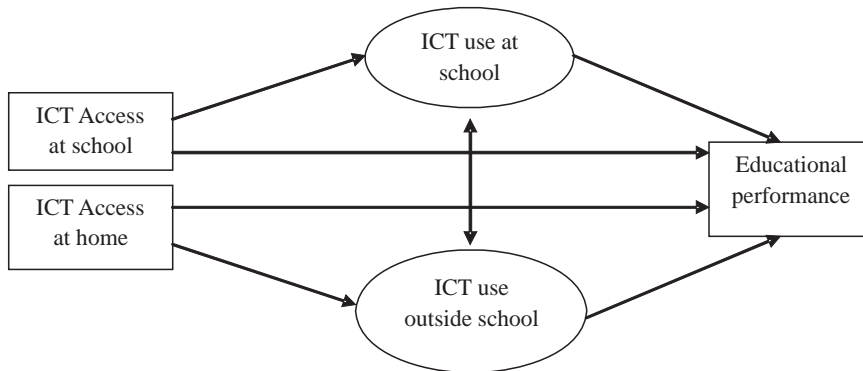 ICT use at
school
ICT Access
at school
Educational
performance
ICT Access
at home
ICT use
outside school